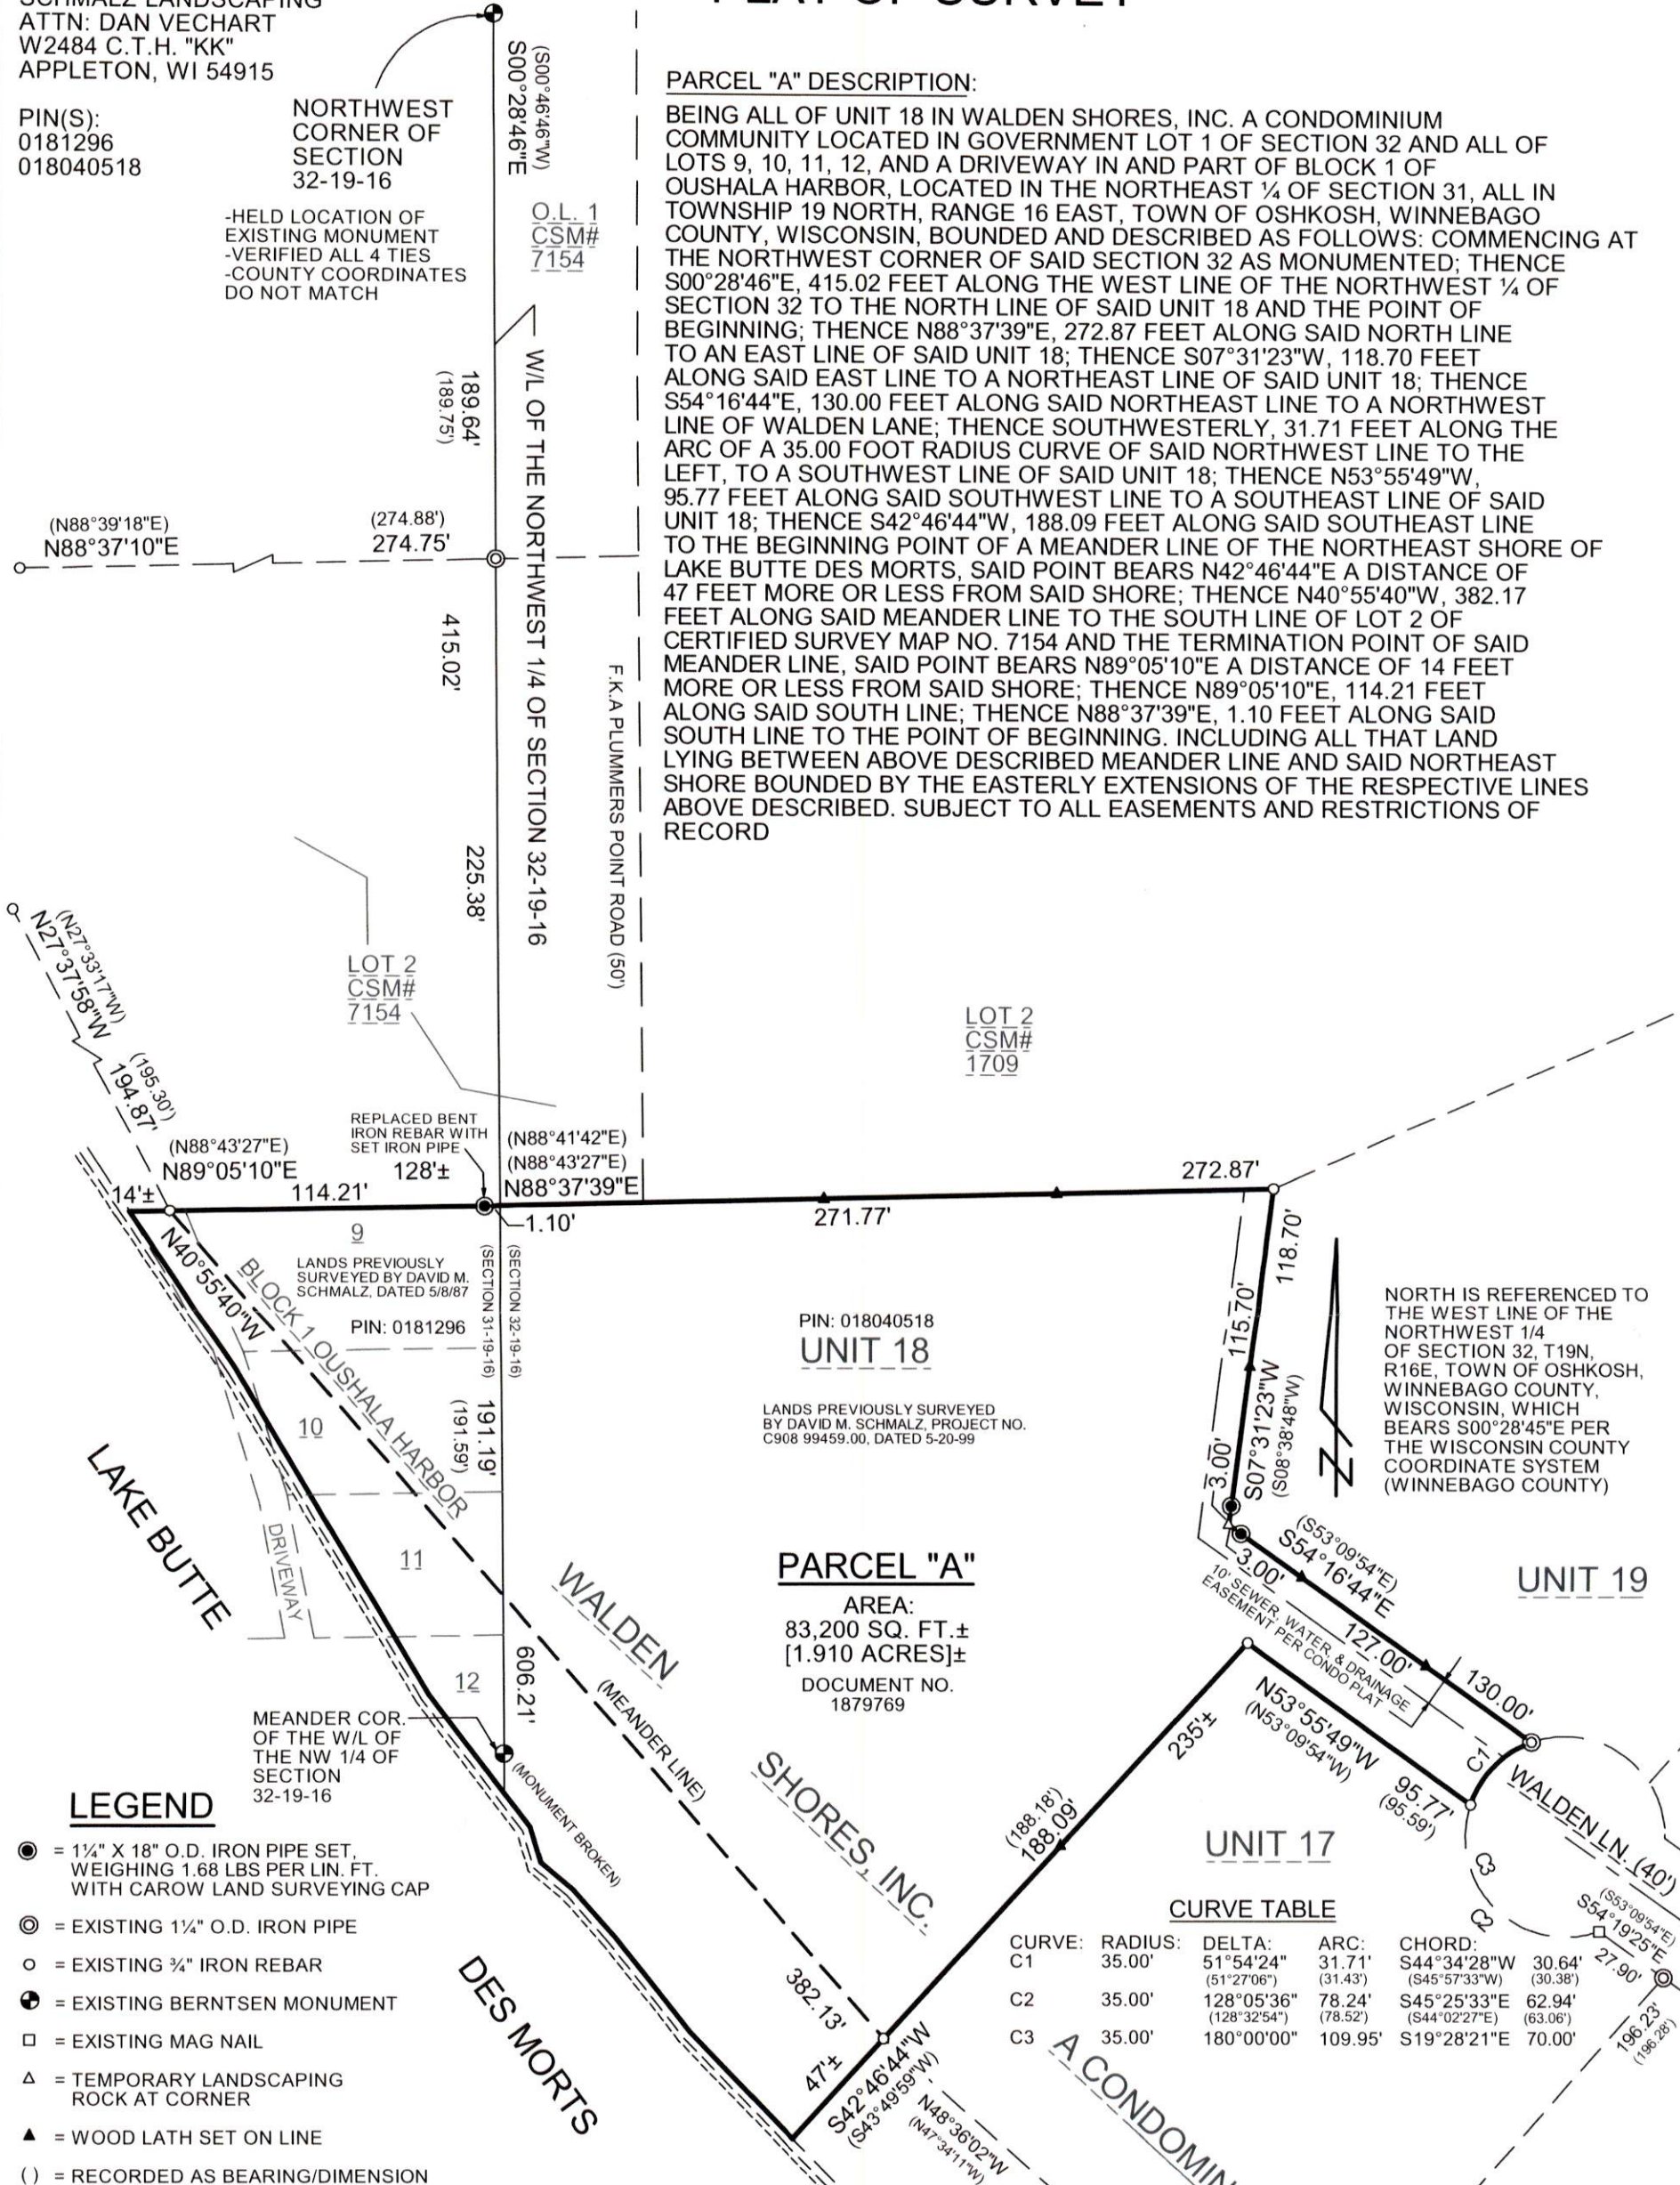 SCHMALZ LANDSCAPING
ATTN: DAN VECHART
W2484 C.T.H. "KK"
APPLETON, WI 54915
PIN(S):
0181296
018040518
PLAT OF SURVEY
NORTHWEST
CORNER OF
SECTION
32-19-16
-HELD LOCATION OF
EXISTING MONUMENT
-VERIFIED ALL 4 TIES
-COUNTY COORDINATES
DO NOT MATCH
(S00°46'46"W)
S00°28'46"E
O.L. 1
CSM#
7154
PARCEL "A" DESCRIPTION:
BEING ALL OF UNIT 18 IN WALDEN SHORES, INC. A CONDOMINIUM
COMMUNITY LOCATED IN GOVERNMENT LOT 1 OF SECTION 32 AND ALL OF
LOTS 9, 10, 11, 12, AND A DRIVEWAY IN AND PART OF BLOCK 1 OF
OUSHALA HARBOR, LOCATED IN THE NORTHEAST ¼ OF SECTION 31, ALL IN
TOWNSHIP 19 NORTH, RANGE 16 EAST, TOWN OF OSHKOSH, WINNEBAGO
COUNTY, WISCONSIN, BOUNDED AND DESCRIBED AS FOLLOWS: COMMENCING AT
THE NORTHWEST CORNER OF SAID SECTION 32 AS MONUMENTED; THENCE
S00°28'46"E, 415.02 FEET ALONG THE WEST LINE OF THE NORTHWEST ¼ OF
SECTION 32 TO THE NORTH LINE OF SAID UNIT 18 AND THE POINT OF
BEGINNING; THENCE N88°37'39"E, 272.87 FEET ALONG SAID NORTH LINE
TO AN EAST LINE OF SAID UNIT 18; THENCE S07°31'23"W, 118.70 FEET
ALONG SAID EAST LINE TO A NORTHEAST LINE OF SAID UNIT 18; THENCE
S54°16'44"E, 130.00 FEET ALONG SAID NORTHEAST LINE TO A NORTHWEST
LINE OF WALDEN LANE; THENCE SOUTHWESTERLY, 31.71 FEET ALONG THE
ARC OF A 35.00 FOOT RADIUS CURVE OF SAID NORTHWEST LINE TO THE
LEFT, TO A SOUTHWEST LINE OF SAID UNIT 18; THENCE N53°55'49"W,
95.77 FEET ALONG SAID SOUTHWEST LINE TO A SOUTHEAST LINE OF SAID
UNIT 18; THENCE S42°46'44"W, 188.09 FEET ALONG SAID SOUTHEAST LINE
TO THE BEGINNING POINT OF A MEANDER LINE OF THE NORTHEAST SHORE OF
LAKE BUTTE DES MORTS, SAID POINT BEARS N42°46'44"E A DISTANCE OF
47 FEET MORE OR LESS FROM SAID SHORE; THENCE N40°55'40"W, 382.17
FEET ALONG SAID MEANDER LINE TO THE SOUTH LINE OF LOT 2 OF
CERTIFIED SURVEY MAP NO. 7154 AND THE TERMINATION POINT OF SAID
MEANDER LINE, SAID POINT BEARS N89°05'10"E A DISTANCE OF 14 FEET
MORE OR LESS FROM SAID SHORE; THENCE N89°05'10"E, 114.21 FEET
ALONG SAID SOUTH LINE; THENCE N88°37'39"E, 1.10 FEET ALONG SAID
SOUTH LINE TO THE POINT OF BEGINNING. INCLUDING ALL THAT LAND
LYING BETWEEN ABOVE DESCRIBED MEANDER LINE AND SAID NORTHEAST
SHORE BOUNDED BY THE EASTERLY EXTENSIONS OF THE RESPECTIVE LINES
ABOVE DESCRIBED. SUBJECT TO ALL EASEMENTS AND RESTRICTIONS OF
RECORD
189.64'
(189.75')
W/L OF THE NORTHWEST 1/4 OF SECTION 32-19-16
(N88°39'18"E)
N88°37'10"E
(274.88')
274.75'
415.02'
F.K.A PLUMMERS POINT ROAD (50')
225.38'
(N27°33'17"W)
N27°37'58"W
(195.30')
194.87'
LOT 2
CSM#
7154
LOT 2
CSM#
1709
REPLACED BENT
IRON REBAR WITH
SET IRON PIPE
(N88°43'27"E)
N89°05'10"E
128'±
14'±
114.21'
(N88°41'42"E)
(N88°43'27"E)
N88°37'39"E
1.10'
271.77'
272.87'
9
LANDS PREVIOUSLY
SURVEYED BY DAVID M.
SCHMALZ, DATED 5/8/87
PIN: 0181296
N40°55'40"W
BLOCK 1 OUSHALA HARBOR
(SECTION 31-19-16)
(SECTION 32-19-16)
191.19'
(191.59')
10
11
12
DRIVEWAY
PIN: 018040518
UNIT 18
LANDS PREVIOUSLY SURVEYED
BY DAVID M. SCHMALZ, PROJECT NO.
C908 99459.00, DATED 5-20-99
118.70'
115.70'
S07°31'23"W
(S08°38'48"W)
3.00'
N
NORTH IS REFERENCED TO
THE WEST LINE OF THE
NORTHWEST 1/4
OF SECTION 32, T19N,
R16E, TOWN OF OSHKOSH,
WINNEBAGO COUNTY,
WISCONSIN, WHICH
BEARS S00°28'45"E PER
THE WISCONSIN COUNTY
COORDINATE SYSTEM
(WINNEBAGO COUNTY)
(S53°09'54"E)
S54°16'44"E
3.00'
127.00'
130.00'
10' SEWER, WATER, & DRAINAGE
EASEMENT PER CONDO PLAT
UNIT 19
PARCEL "A"
AREA:
83,200 SQ. FT.±
[1.910 ACRES]±
DOCUMENT NO.
1879769
LAKE BUTTE
DES MORTS
WALDEN
SHORES, INC.
A CONDOMIN
606.21'
(MEANDER LINE)
MEANDER COR.
OF THE W/L OF
THE NW 1/4 OF
SECTION
32-19-16
(MONUMENT BROKEN)
235'±
(188.18')
188.09'
N53°55'49"W
(N53°09'54"W)
95.77'
(95.59')
C1
WALDEN LN. (40')
C3
C2
(S53°09'54"E)
S54°19'25"E
27.90'
196.23'
(196.28')
UNIT 17
382.13'
47'±
S42°46'44"W
(S43°49'59"W)
N48°36'02"W
(N47°34'11"W)
CURVE TABLE
CURVE: RADIUS: DELTA: ARC: CHORD:
C1 35.00' 51°54'24" 31.71' S44°34'28"W 30.64'
(51°27'06") (31.43') (S45°57'33"W) (30.38')
C2 35.00' 128°05'36" 78.24' S45°25'33"E 62.94'
(128°32'54") (78.52') (S44°02'27"E) (63.06')
C3 35.00' 180°00'00" 109.95' S19°28'21"E 70.00'
LEGEND
= 1¼" X 18" O.D. IRON PIPE SET,
WEIGHING 1.68 LBS PER LIN. FT.
WITH CAROW LAND SURVEYING CAP
= EXISTING 1¼" O.D. IRON PIPE
= EXISTING ¾" IRON REBAR
= EXISTING BERNTSEN MONUMENT
= EXISTING MAG NAIL
= TEMPORARY LANDSCAPING
ROCK AT CORNER
= WOOD LATH SET ON LINE
( ) = RECORDED AS BEARING/DIMENSION